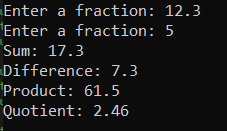 Enter a fraction: 12.3
Enter a fraction: 5
Sum: 17.3
Difference: 7.3
Product: 61.5
Quotient: 2.46